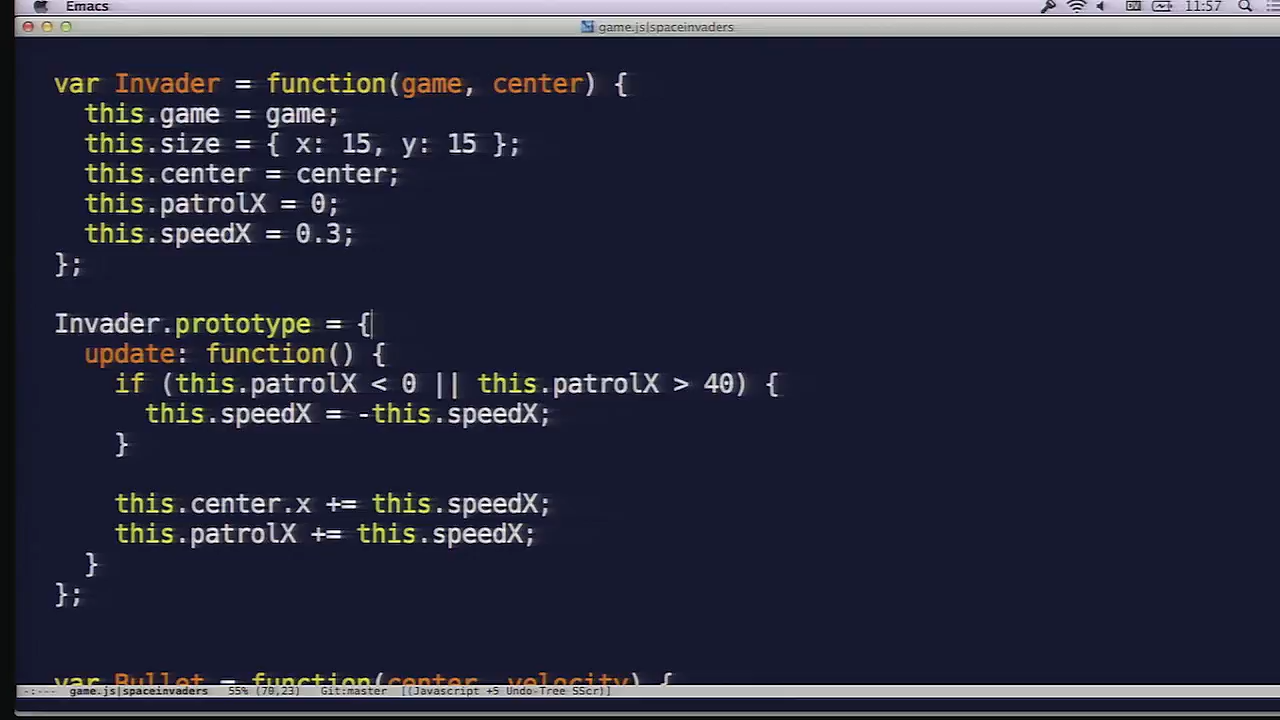 Emacs
11:57
game.js|spaceinvaders
var Invader = function(game, center) {
this.game = game;
this.size = { x: 15, y: 15 };
this.center = center;
this.patrolX = 0;
this.speedX = 0.3;
};
Invader.prototype = {
update: function() {
if (this.patrolX < 0 || this.patrolX > 40) {
this.speedX = -this.speedX;
}
this.center.x += this.speedX;
this.patrolX += this.speedX;
}
};
var Bullet = function(center, velocity) {
-:--- game.js|spaceinvaders 55% (70,23) Git:master [(Javascript +5 Undo-Tree SScr)]